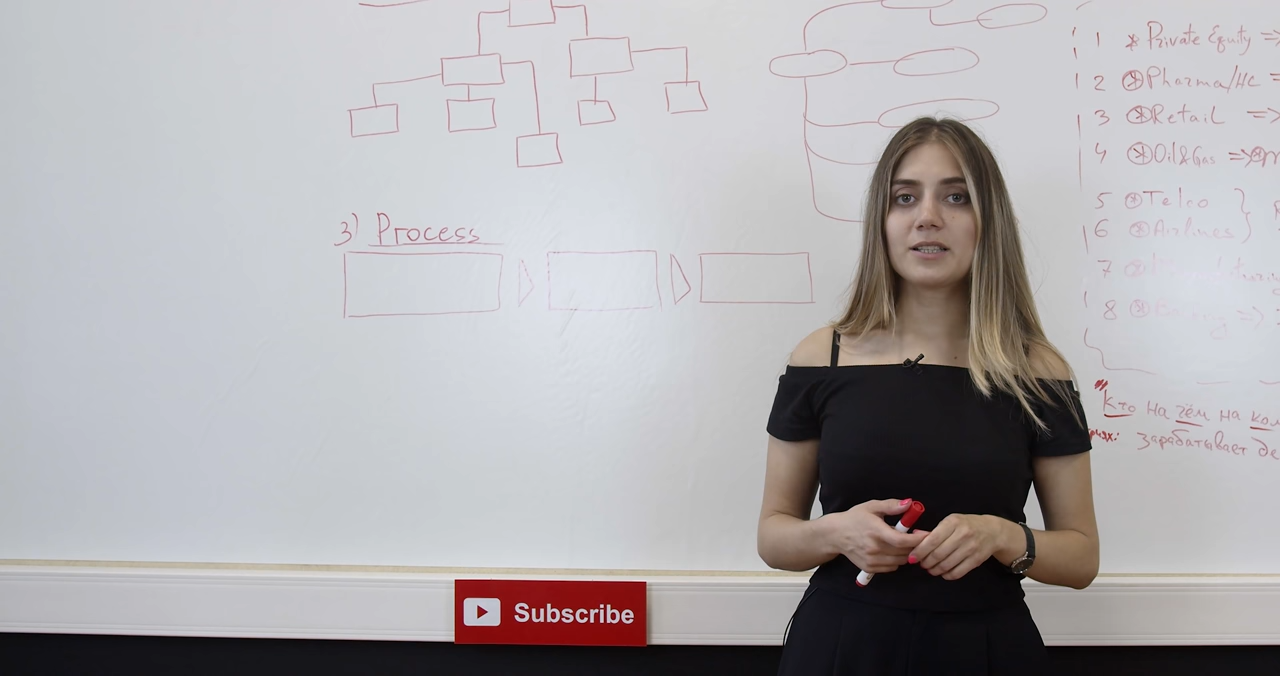 3) Process
1 * Private Equity =>
2 * Pharma/HC =
3 * Retail =>
4 * Oil&Gas =>
5 * Telco }
6 * Airlines }
7
8 =>
Кто на чём на
зарабатывает
Subscribe